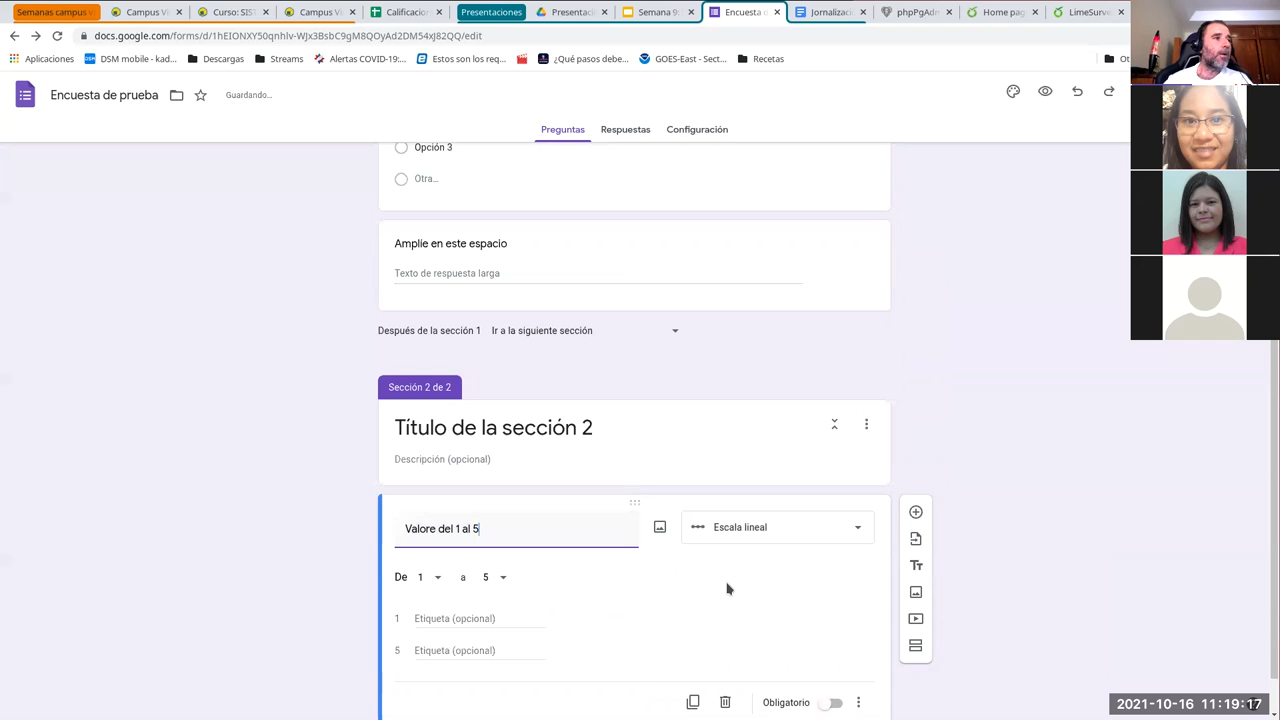 Semanas campus v
Campus Vi
Curso: SIS
Campus Vi
Calificacio
Presentaciones
Presentac
Semana 9:
Encuesta d
Jornalizac
phpPgAdm
Home pag
LimeSurv
docs.google.com/forms/d/1hEIONXY50qnhlv-WJx3BsbC9gM8QOyAd2DM54xJ82QQ/edit
Aplicaciones
DSM mobile - kad...
Descargas
Streams
Alertas COVID-19:...
Estos son los req...
¿Qué pasos debe...
GOES-East - Sect...
Recetas
Ot
Encuesta de prueba
Guardando...
Preguntas
Respuestas
Configuración
Opción 3
Otra...
Amplíe en este espacio
Texto de respuesta larga
Después de la sección 1 Ir a la siguiente sección
Sección 2 de 2
Título de la sección 2
Descripción (opcional)
Valore del 1 al 5
Escala lineal
De 1 a 5
1 Etiqueta (opcional)
5 Etiqueta (opcional)
Obligatorio
2021-10-16 11:19:17